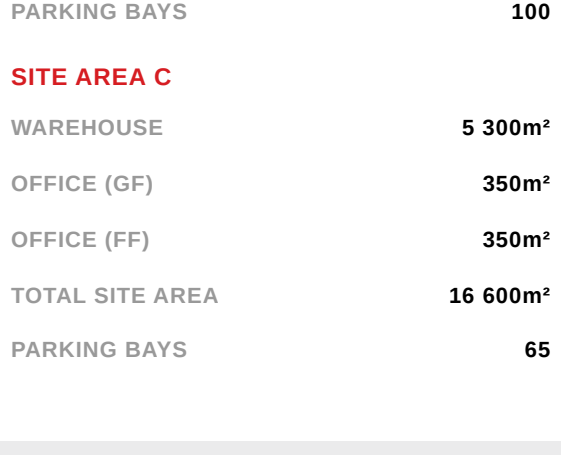 PARKING BAYS 100
SITE AREA C
WAREHOUSE 5 300m²
OFFICE (GF) 350m²
OFFICE (FF) 350m²
TOTAL SITE AREA 16 600m²
PARKING BAYS 65